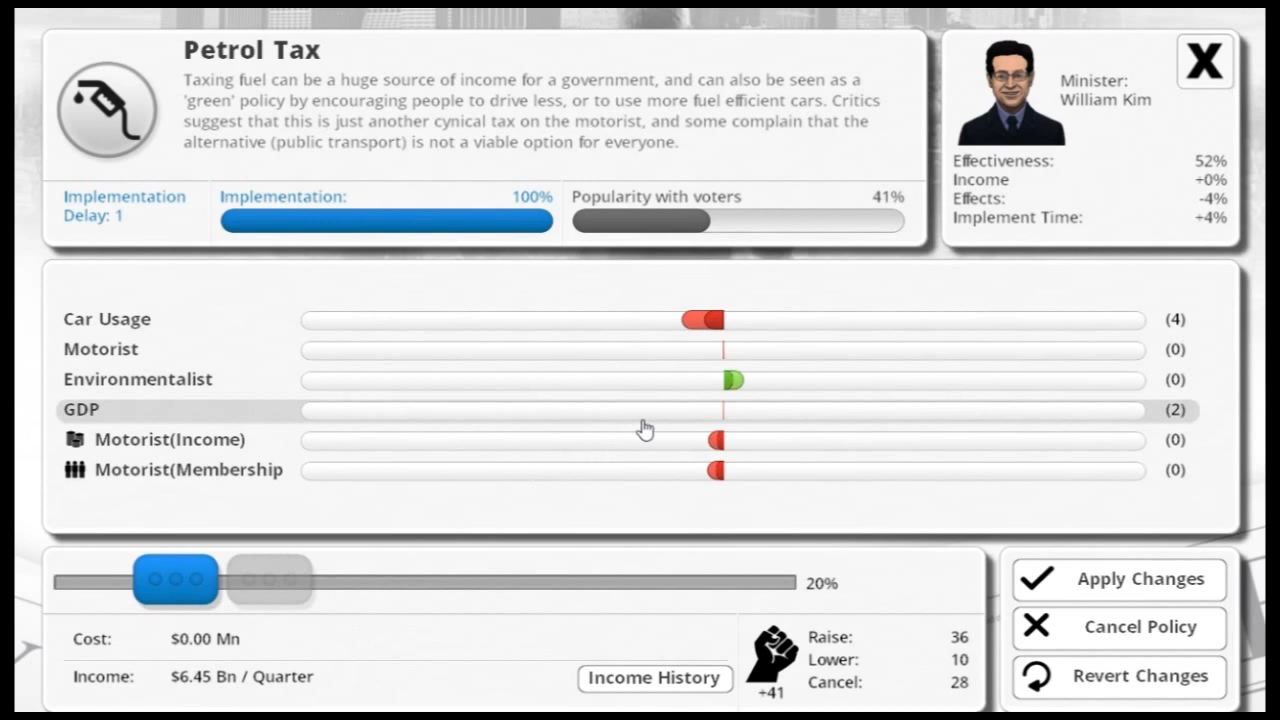 Petrol Tax
Taxing fuel can be a huge source of income for a government, and can also be seen as a
'green' policy by encouraging people to drive less, or to use more fuel efficient cars. Critics
suggest that this is just another cynical tax on the motorist, and some complain that the
alternative (public transport) is not a viable option for everyone.
Implementation
Delay: 1
Implementation: 100%
Popularity with voters 41%
X
Minister:
William Kim
Effectiveness: 52%
Income +0%
Effects: -4%
Implement Time: +4%
Car Usage (4)
Motorist (0)
Environmentalist (0)
GDP (2)
Motorist(Income) (0)
Motorist(Membership (0)
20%
Cost: $0.00 Mn
Income: $6.45 Bn / Quarter
Income History
+41
Raise: 36
Lower: 10
Cancel: 28
Apply Changes
Cancel Policy
Revert Changes